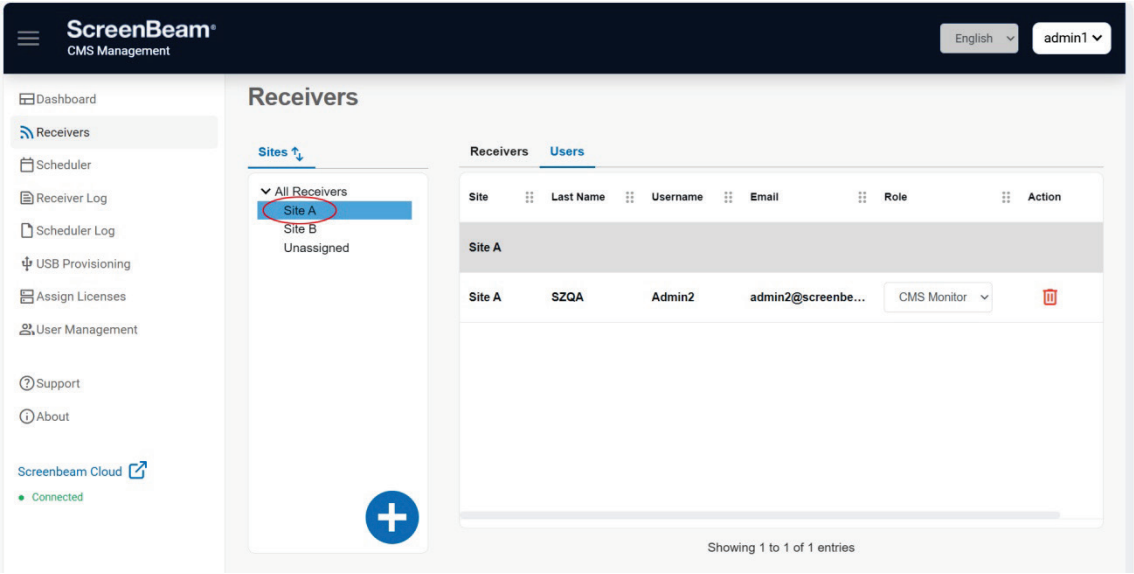 ScreenBeam®
CMS Management
English
admin1
Dashboard
Receivers
Scheduler
Receiver Log
Scheduler Log
USB Provisioning
Assign Licenses
User Management
Support
About
Screenbeam Cloud
Connected
Receivers
Sites
All Receivers
Site A
Site B
Unassigned
Receivers Users
Site Last Name Username Email Role Action
Site A
Site A SZQA Admin2 admin2@screenbe... CMS Monitor
Showing 1 to 1 of 1 entries